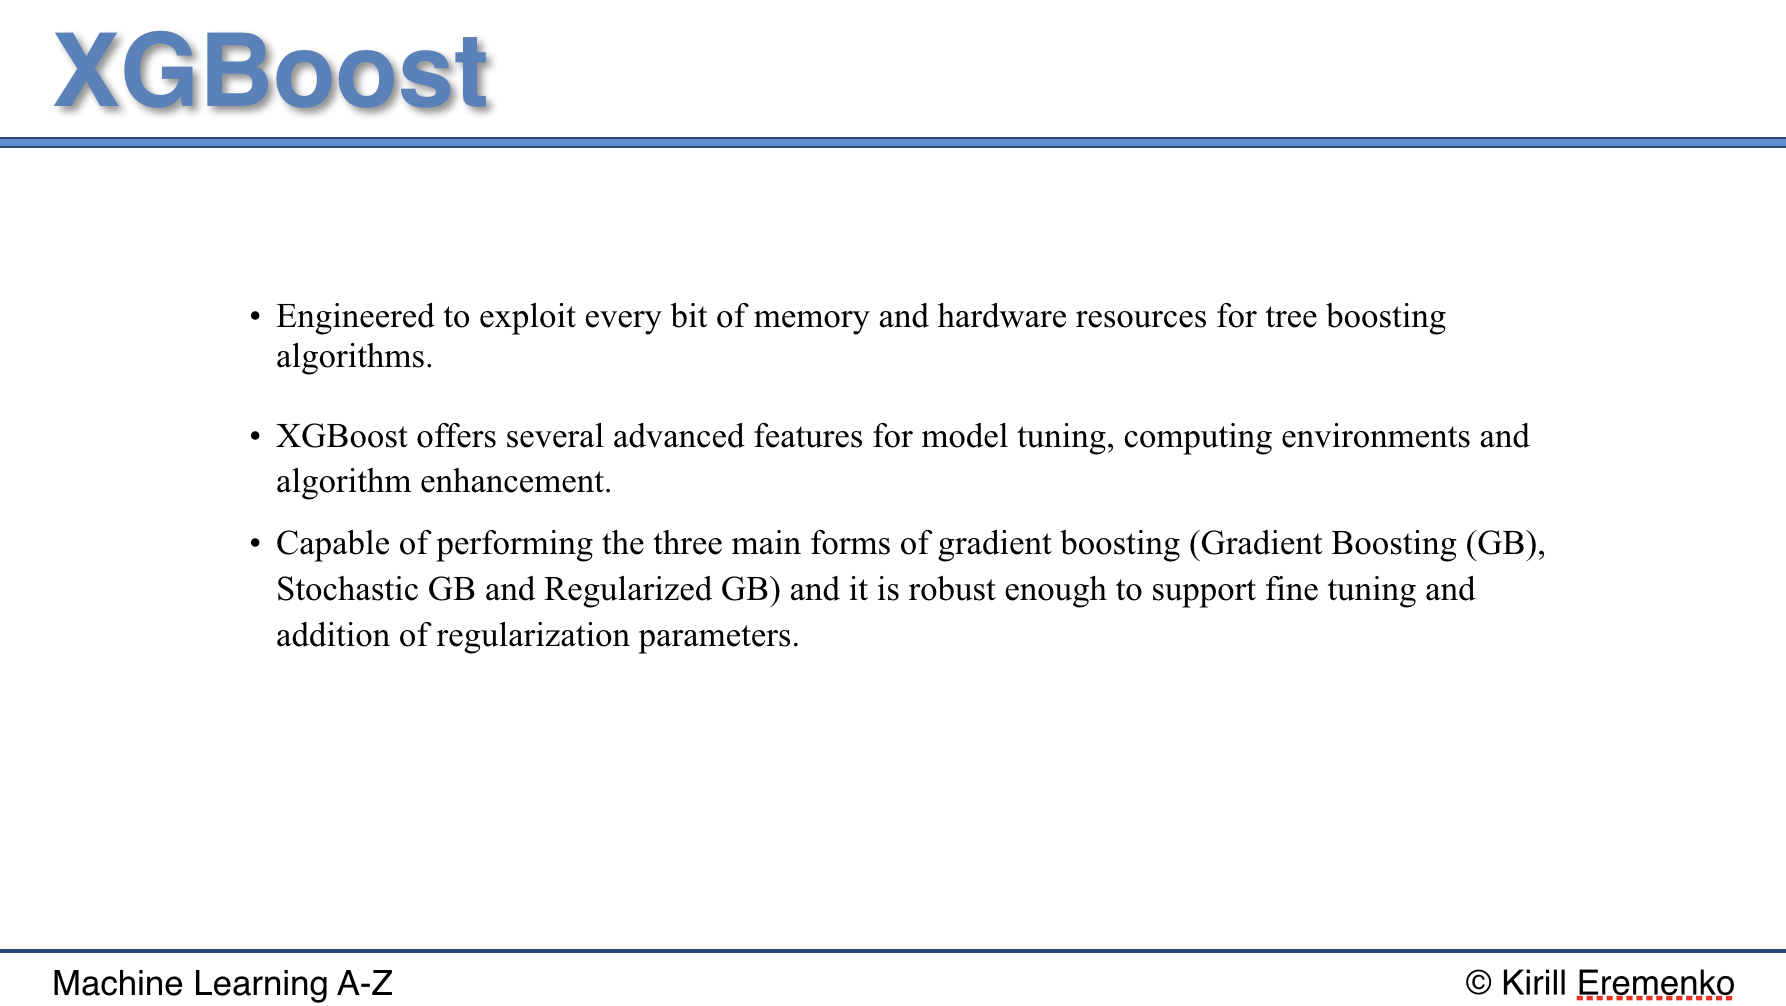 XGBoost
• Engineered to exploit every bit of memory and hardware resources for tree boosting
algorithms.
• XGBoost offers several advanced features for model tuning, computing environments and
algorithm enhancement.
• Capable of performing the three main forms of gradient boosting (Gradient Boosting (GB),
Stochastic GB and Regularized GB) and it is robust enough to support fine tuning and
addition of regularization parameters.
Machine Learning A-Z
© Kirill Eremenko